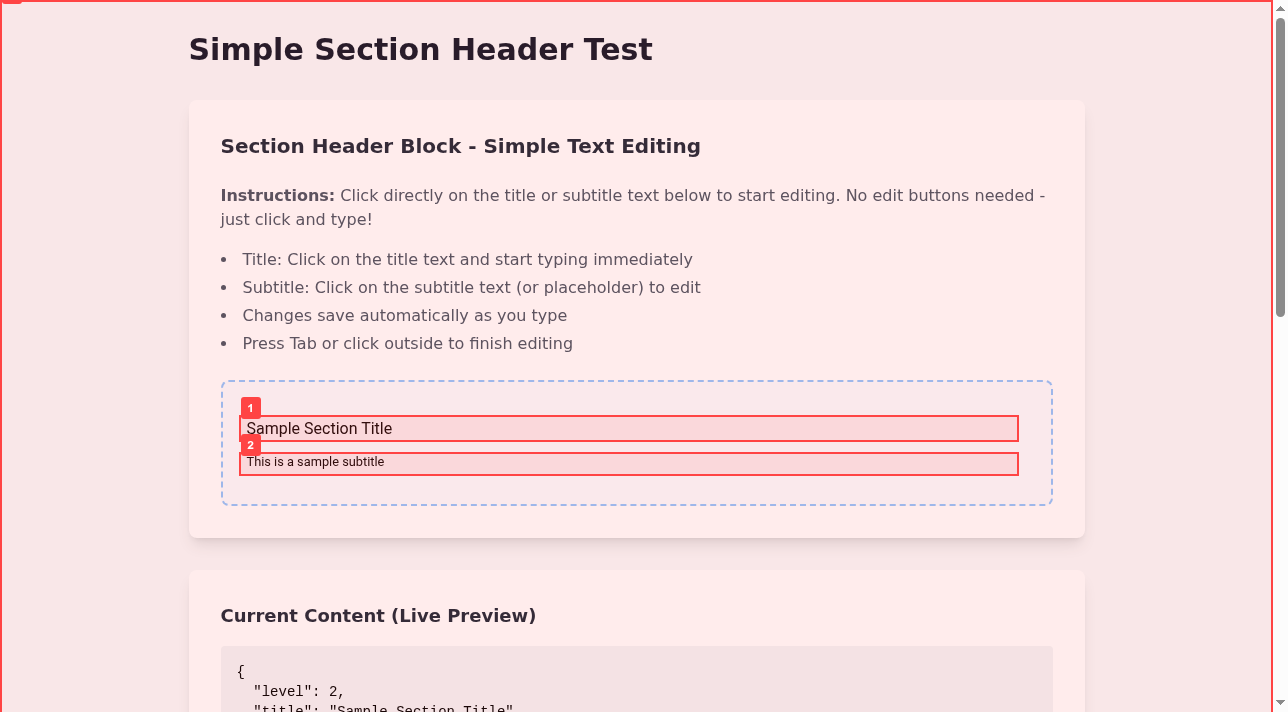 Simple Section Header Test
Section Header Block - Simple Text Editing
Instructions: Click directly on the title or subtitle text below to start editing. No edit buttons needed -
just click and type!
• Title: Click on the title text and start typing immediately
• Subtitle: Click on the subtitle text (or placeholder) to edit
• Changes save automatically as you type
• Press Tab or click outside to finish editing
1
Sample Section Title
2
This is a sample subtitle
Current Content (Live Preview)
{
"level": 2,
"title": "Sample Section Title"